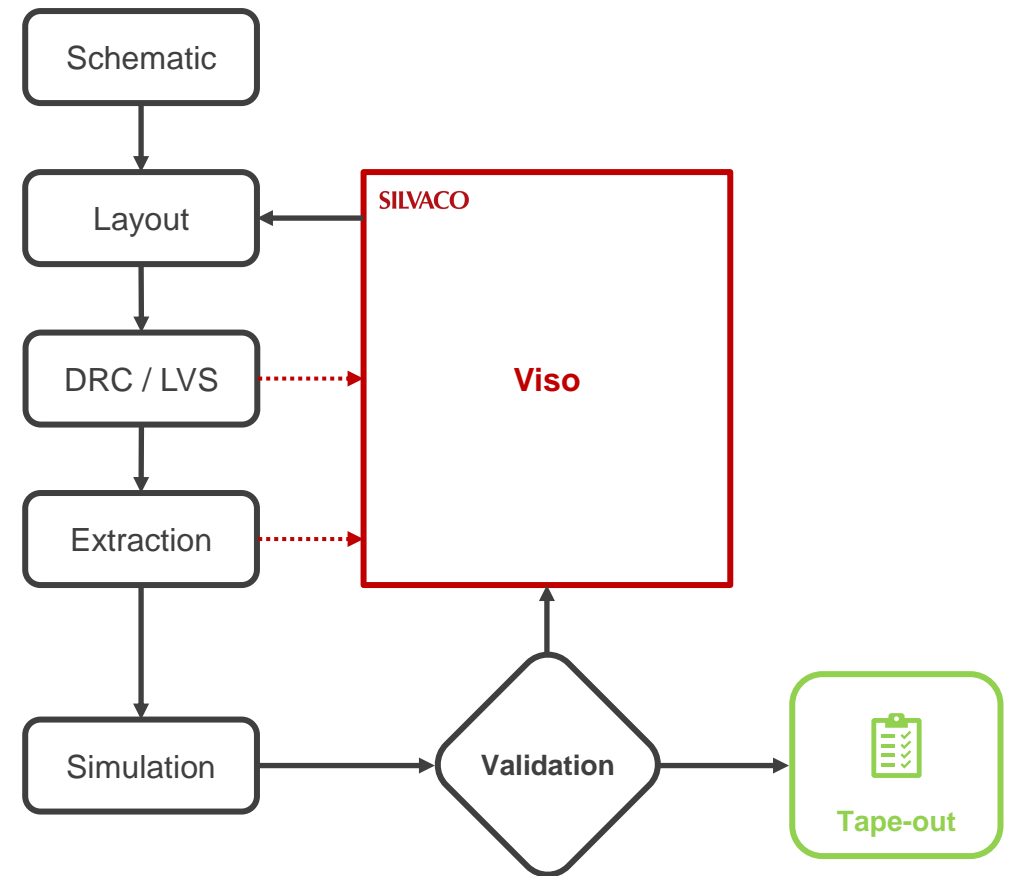 Schematic
Layout
SILVACO
DRC / LVS
Viso
Extraction
Simulation
Validation
Tape-out